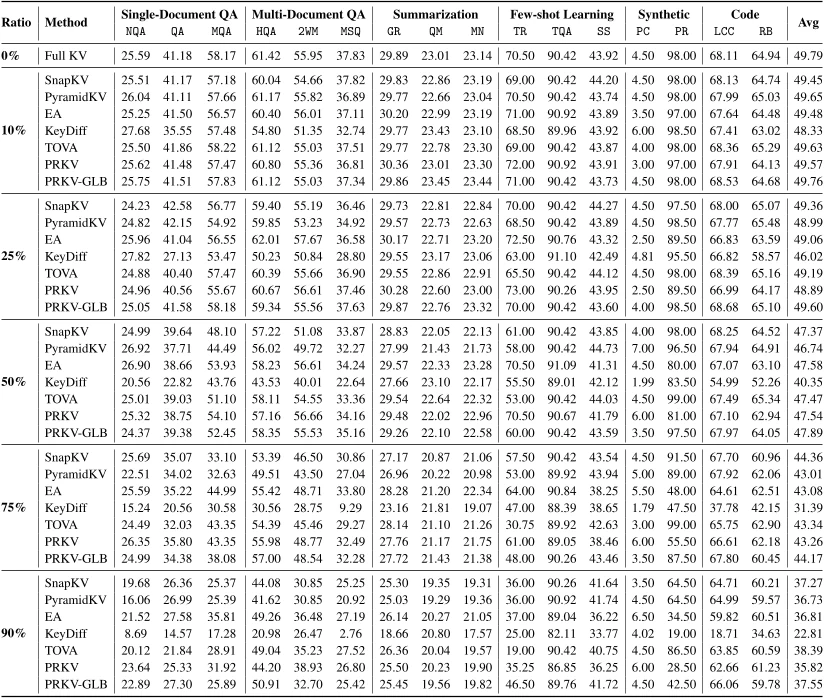 Ratio Method Single-Document QA Multi-Document QA Summarization Few-shot Learning Synthetic Code Avg
NQA QA MQA HQA 2WM MSQ GR QM MN TR TQA SS PC PR LCC RB
0% Full KV 25.59 41.18 58.17 61.42 55.95 37.83 29.89 23.01 23.14 70.50 90.42 43.92 4.50 98.00 68.11 64.94 49.79
SnapKV 25.51 41.17 57.18 60.04 54.66 37.82 29.83 22.86 23.19 69.00 90.42 44.20 4.50 98.00 68.13 64.74 49.45
PyramidKV 26.04 41.11 57.66 61.17 55.82 36.89 29.77 22.66 23.04 70.50 90.42 43.74 4.50 98.00 67.99 65.03 49.65
EA 25.25 41.50 56.57 60.40 56.01 37.11 30.20 22.99 23.19 71.00 90.92 43.89 3.50 97.00 67.64 64.48 49.48
10% KeyDiff 27.68 35.55 57.48 54.80 51.35 32.74 29.77 23.43 23.10 68.50 89.96 43.92 6.00 98.50 67.41 63.02 48.33
TOVA 25.50 41.86 58.22 61.12 55.03 37.51 29.77 22.78 23.30 69.00 90.42 43.87 4.00 98.00 68.36 65.29 49.63
PRKV 25.62 41.48 57.47 60.80 55.36 36.81 30.36 23.01 23.30 72.00 90.92 43.91 3.00 97.00 67.91 64.13 49.57
PRKV-GLB 25.75 41.51 57.83 61.12 55.03 37.34 29.86 23.45 23.44 71.00 90.42 43.73 4.50 98.00 68.53 64.68 49.76
SnapKV 24.23 42.58 56.77 59.40 55.19 36.46 29.73 22.81 22.84 70.00 90.42 44.27 4.50 97.50 68.00 65.07 49.36
PyramidKV 24.82 42.15 54.92 59.85 53.23 34.92 29.57 22.73 22.63 68.50 90.42 43.89 4.50 98.50 67.77 65.48 48.99
EA 25.96 41.04 56.55 62.01 57.67 36.58 30.17 22.71 23.20 72.50 90.76 43.32 2.50 89.50 66.83 63.59 49.06
25% KeyDiff 27.82 27.13 53.47 50.23 50.84 28.80 29.55 23.17 23.06 63.00 91.10 42.49 4.81 95.50 66.82 58.57 46.02
TOVA 24.88 40.40 57.47 60.39 55.66 36.90 29.55 22.86 22.91 65.50 90.42 44.12 4.50 98.00 68.39 65.16 49.19
PRKV 24.96 40.56 55.67 60.67 56.61 37.46 30.28 22.60 23.00 73.00 90.26 43.95 2.50 89.50 66.99 64.17 48.89
PRKV-GLB 25.05 41.58 58.18 59.34 55.56 37.63 29.87 22.76 23.32 70.00 90.42 43.60 4.00 98.50 68.68 65.10 49.60
SnapKV 24.99 39.64 48.10 57.22 51.08 33.87 28.83 22.05 22.13 61.00 90.42 43.85 4.00 98.00 68.25 64.52 47.37
PyramidKV 26.92 37.71 44.49 56.02 49.72 32.27 27.99 21.43 21.73 58.00 90.42 44.73 7.00 96.50 67.94 64.91 46.74
EA 26.90 38.66 53.93 58.23 56.61 34.24 29.57 22.33 23.28 70.50 91.09 41.31 4.50 80.00 67.07 63.10 47.58
50% KeyDiff 20.56 22.82 43.76 43.53 40.01 22.64 27.66 23.10 22.17 55.50 89.01 42.12 1.99 83.50 54.99 52.26 40.35
TOVA 25.01 39.03 51.10 58.11 54.55 33.36 29.54 22.64 22.32 53.00 90.42 44.03 4.50 99.00 67.49 65.34 47.47
PRKV 25.32 38.75 54.10 57.16 56.66 34.16 29.48 22.02 22.96 70.50 90.67 41.79 6.00 81.00 67.10 62.94 47.54
PRKV-GLB 24.37 39.38 52.45 58.35 55.53 35.16 29.26 22.10 22.58 60.00 90.42 43.59 3.50 97.50 67.97 64.05 47.89
SnapKV 25.69 35.07 33.10 53.39 46.50 30.86 27.17 20.87 21.06 57.50 90.42 43.54 4.50 91.50 67.70 60.96 44.36
PyramidKV 22.51 34.02 32.63 49.51 43.50 27.04 26.96 20.22 20.98 53.00 89.92 43.94 5.00 89.00 67.92 62.06 43.01
EA 25.59 35.22 44.99 55.42 48.71 33.80 28.28 21.20 22.34 64.00 90.84 38.25 5.50 48.00 64.61 62.51 43.08
75% KeyDiff 15.24 20.56 30.58 30.56 28.75 9.29 23.16 21.81 19.07 47.00 88.39 38.65 1.79 47.50 37.78 42.15 31.39
TOVA 24.49 32.03 43.35 54.39 45.46 29.27 28.14 21.10 21.26 30.75 89.92 42.63 3.00 99.00 65.75 62.90 43.34
PRKV 26.35 35.80 43.35 55.98 48.77 32.49 27.76 21.17 21.75 61.00 89.05 38.46 6.00 55.50 66.61 62.18 43.26
PRKV-GLB 24.99 34.38 38.08 57.00 48.54 32.28 27.72 21.43 21.38 48.00 90.26 43.46 3.50 87.50 67.80 60.45 44.17
SnapKV 19.68 26.36 25.37 44.08 30.85 25.25 25.30 19.35 19.31 36.00 90.26 41.64 3.50 64.50 64.71 60.21 37.27
PyramidKV 16.06 26.99 25.39 41.62 30.85 20.92 25.03 19.29 19.36 36.00 90.92 41.74 4.50 64.50 64.99 59.57 36.73
EA 21.52 27.58 35.81 49.26 36.48 27.19 26.14 20.27 21.05 37.00 89.04 36.22 6.50 34.50 59.82 60.51 36.81
90% KeyDiff 8.69 14.57 17.28 20.98 26.47 2.76 18.66 20.80 17.57 25.00 82.11 33.77 4.02 19.00 18.71 34.63 22.81
TOVA 20.12 21.84 28.91 49.04 35.23 27.52 26.36 20.04 19.57 19.00 90.42 40.75 4.50 86.50 63.85 60.59 38.39
PRKV 23.64 25.33 31.92 44.20 38.93 26.80 25.50 20.23 19.90 35.25 86.85 36.25 6.00 28.50 62.66 61.23 35.82
PRKV-GLB 22.89 27.30 25.89 50.91 32.70 25.42 25.45 19.56 19.82 46.50 89.76 41.72 4.50 42.50 66.06 59.78 37.55